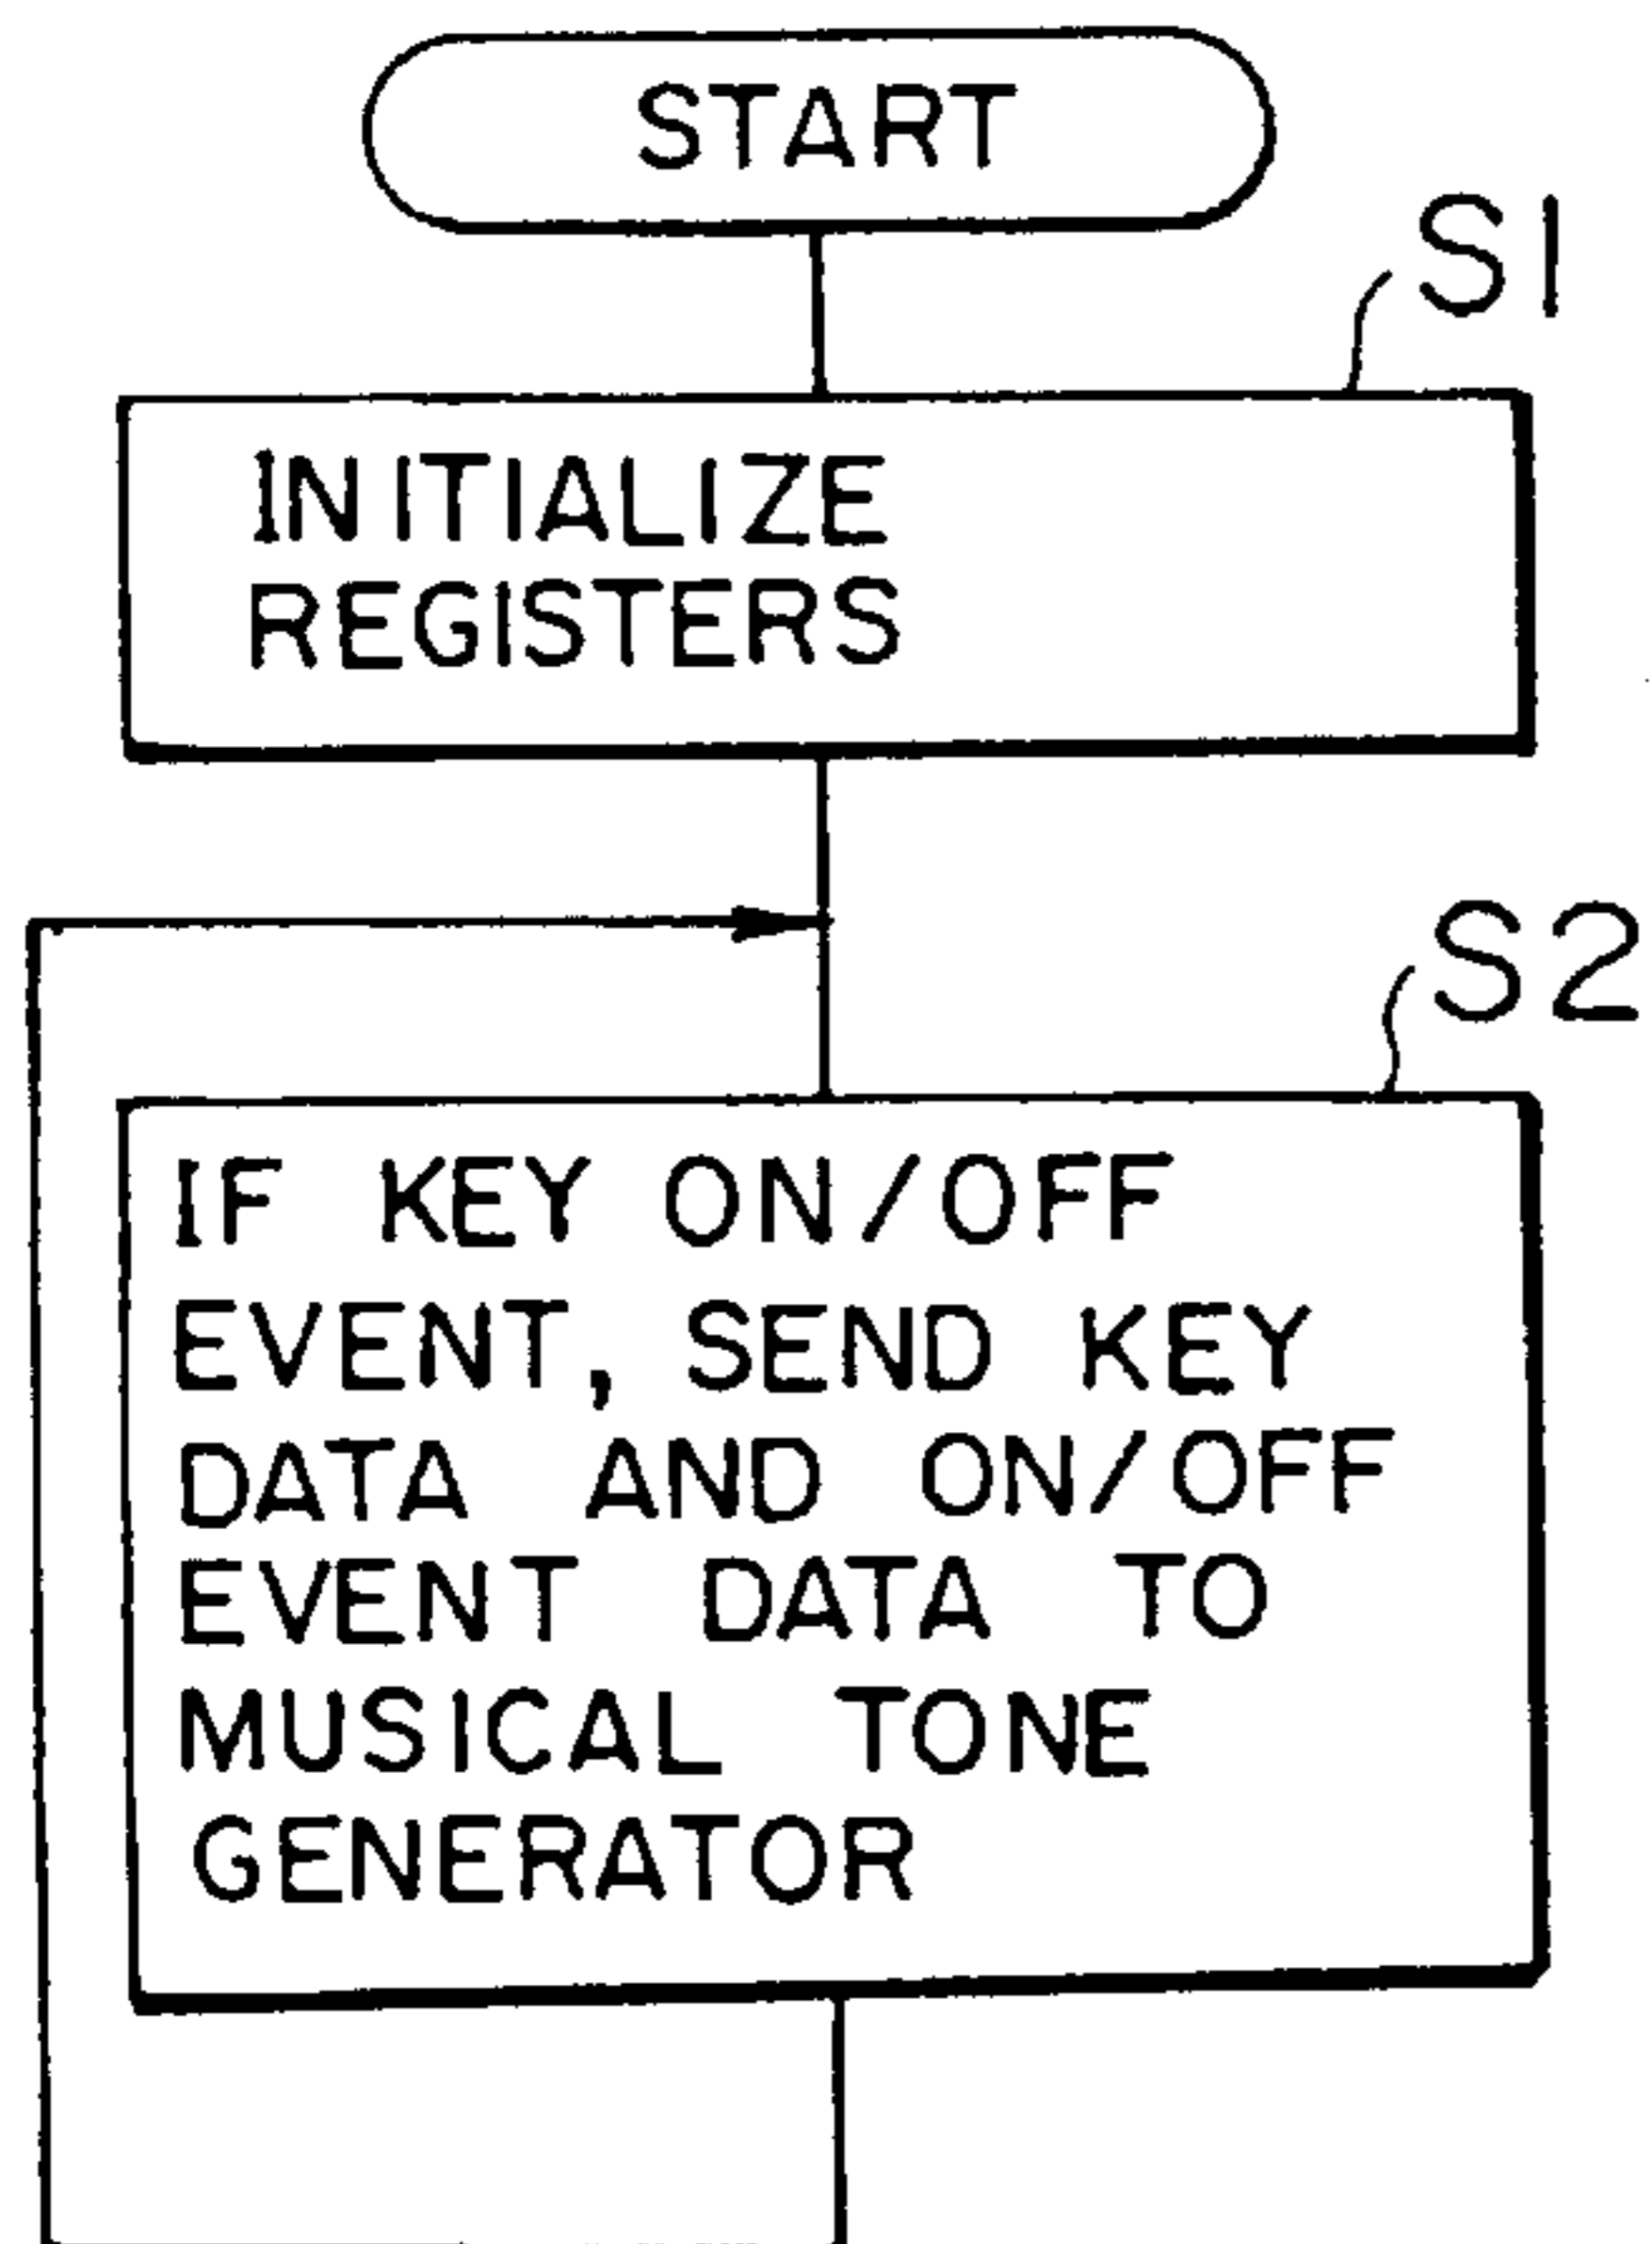 START
S1
INITIALIZE
REGISTERS
S2
IF KEY ON/OFF
EVENT, SEND KEY
DATA AND ON/OFF
EVENT DATA TO
MUSICAL TONE
GENERATOR